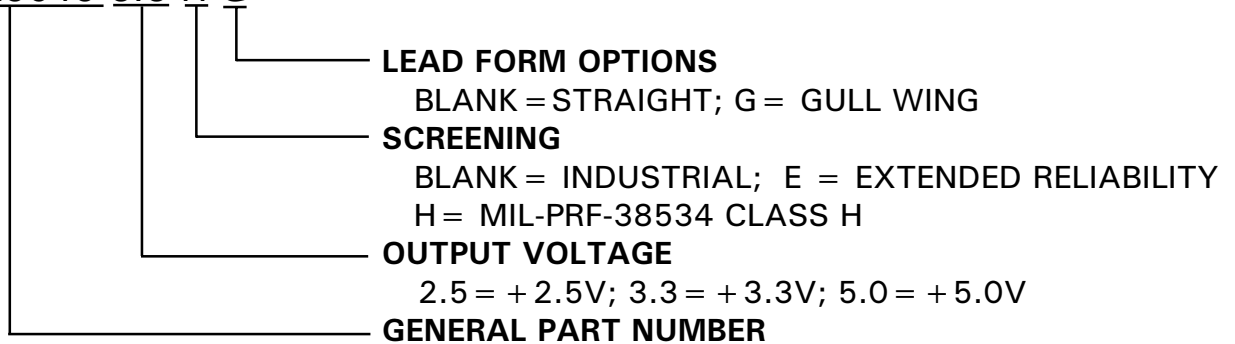 LEAD FORM OPTIONS
BLANK = STRAIGHT; G = GULL WING
SCREENING
BLANK = INDUSTRIAL; E = EXTENDED RELIABILITY
H = MIL-PRF-38534 CLASS H
OUTPUT VOLTAGE
2.5 = +2.5V; 3.3 = +3.3V; 5.0 = +5.0V
GENERAL PART NUMBER